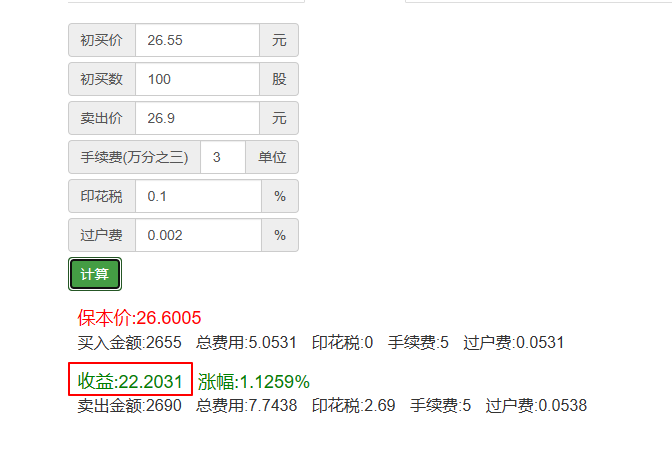 初买价 26.55 元
初买数 100 股
卖出价 26.9 元
手续费(万分之三) 3 单位
印花税 0.1 %
过户费 0.002 %
计算
保本价:26.6005
买入金额:2655 总费用:5.0531 印花税:0 手续费:5 过户费:0.0531
收益:22.2031 涨幅:1.1259%
卖出金额:2690 总费用:7.7438 印花税:2.69 手续费:5 过户费:0.0538